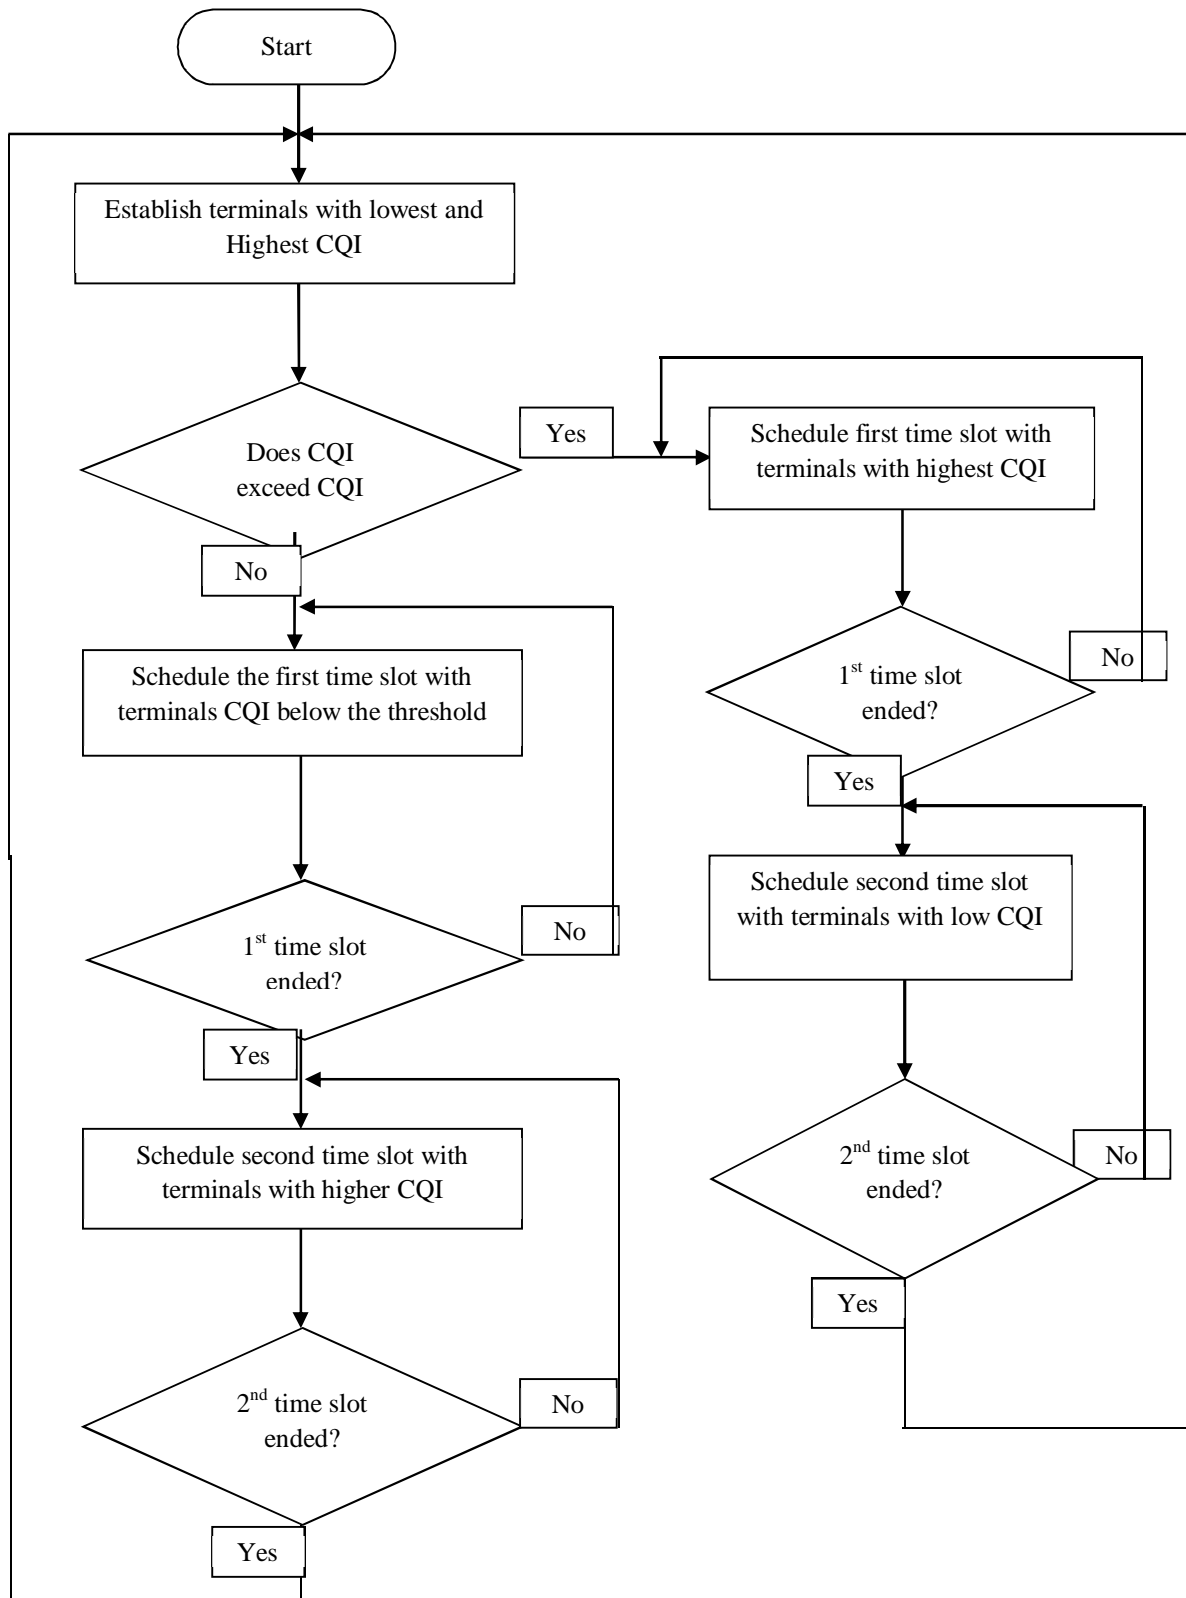 Start
Establish terminals with lowest and
Highest CQI
Does CQI
exceed CQI
Yes
Schedule first time slot with
terminals with highest CQI
No
Schedule the first time slot with
terminals CQI below the threshold
1st time slot
ended?
No
Yes
Schedule second time slot
with terminals with low CQI
1st time slot
ended?
No
Yes
Schedule second time slot with
terminals with higher CQI
2nd time slot
ended?
No
Yes
2nd time slot
ended?
No
Yes